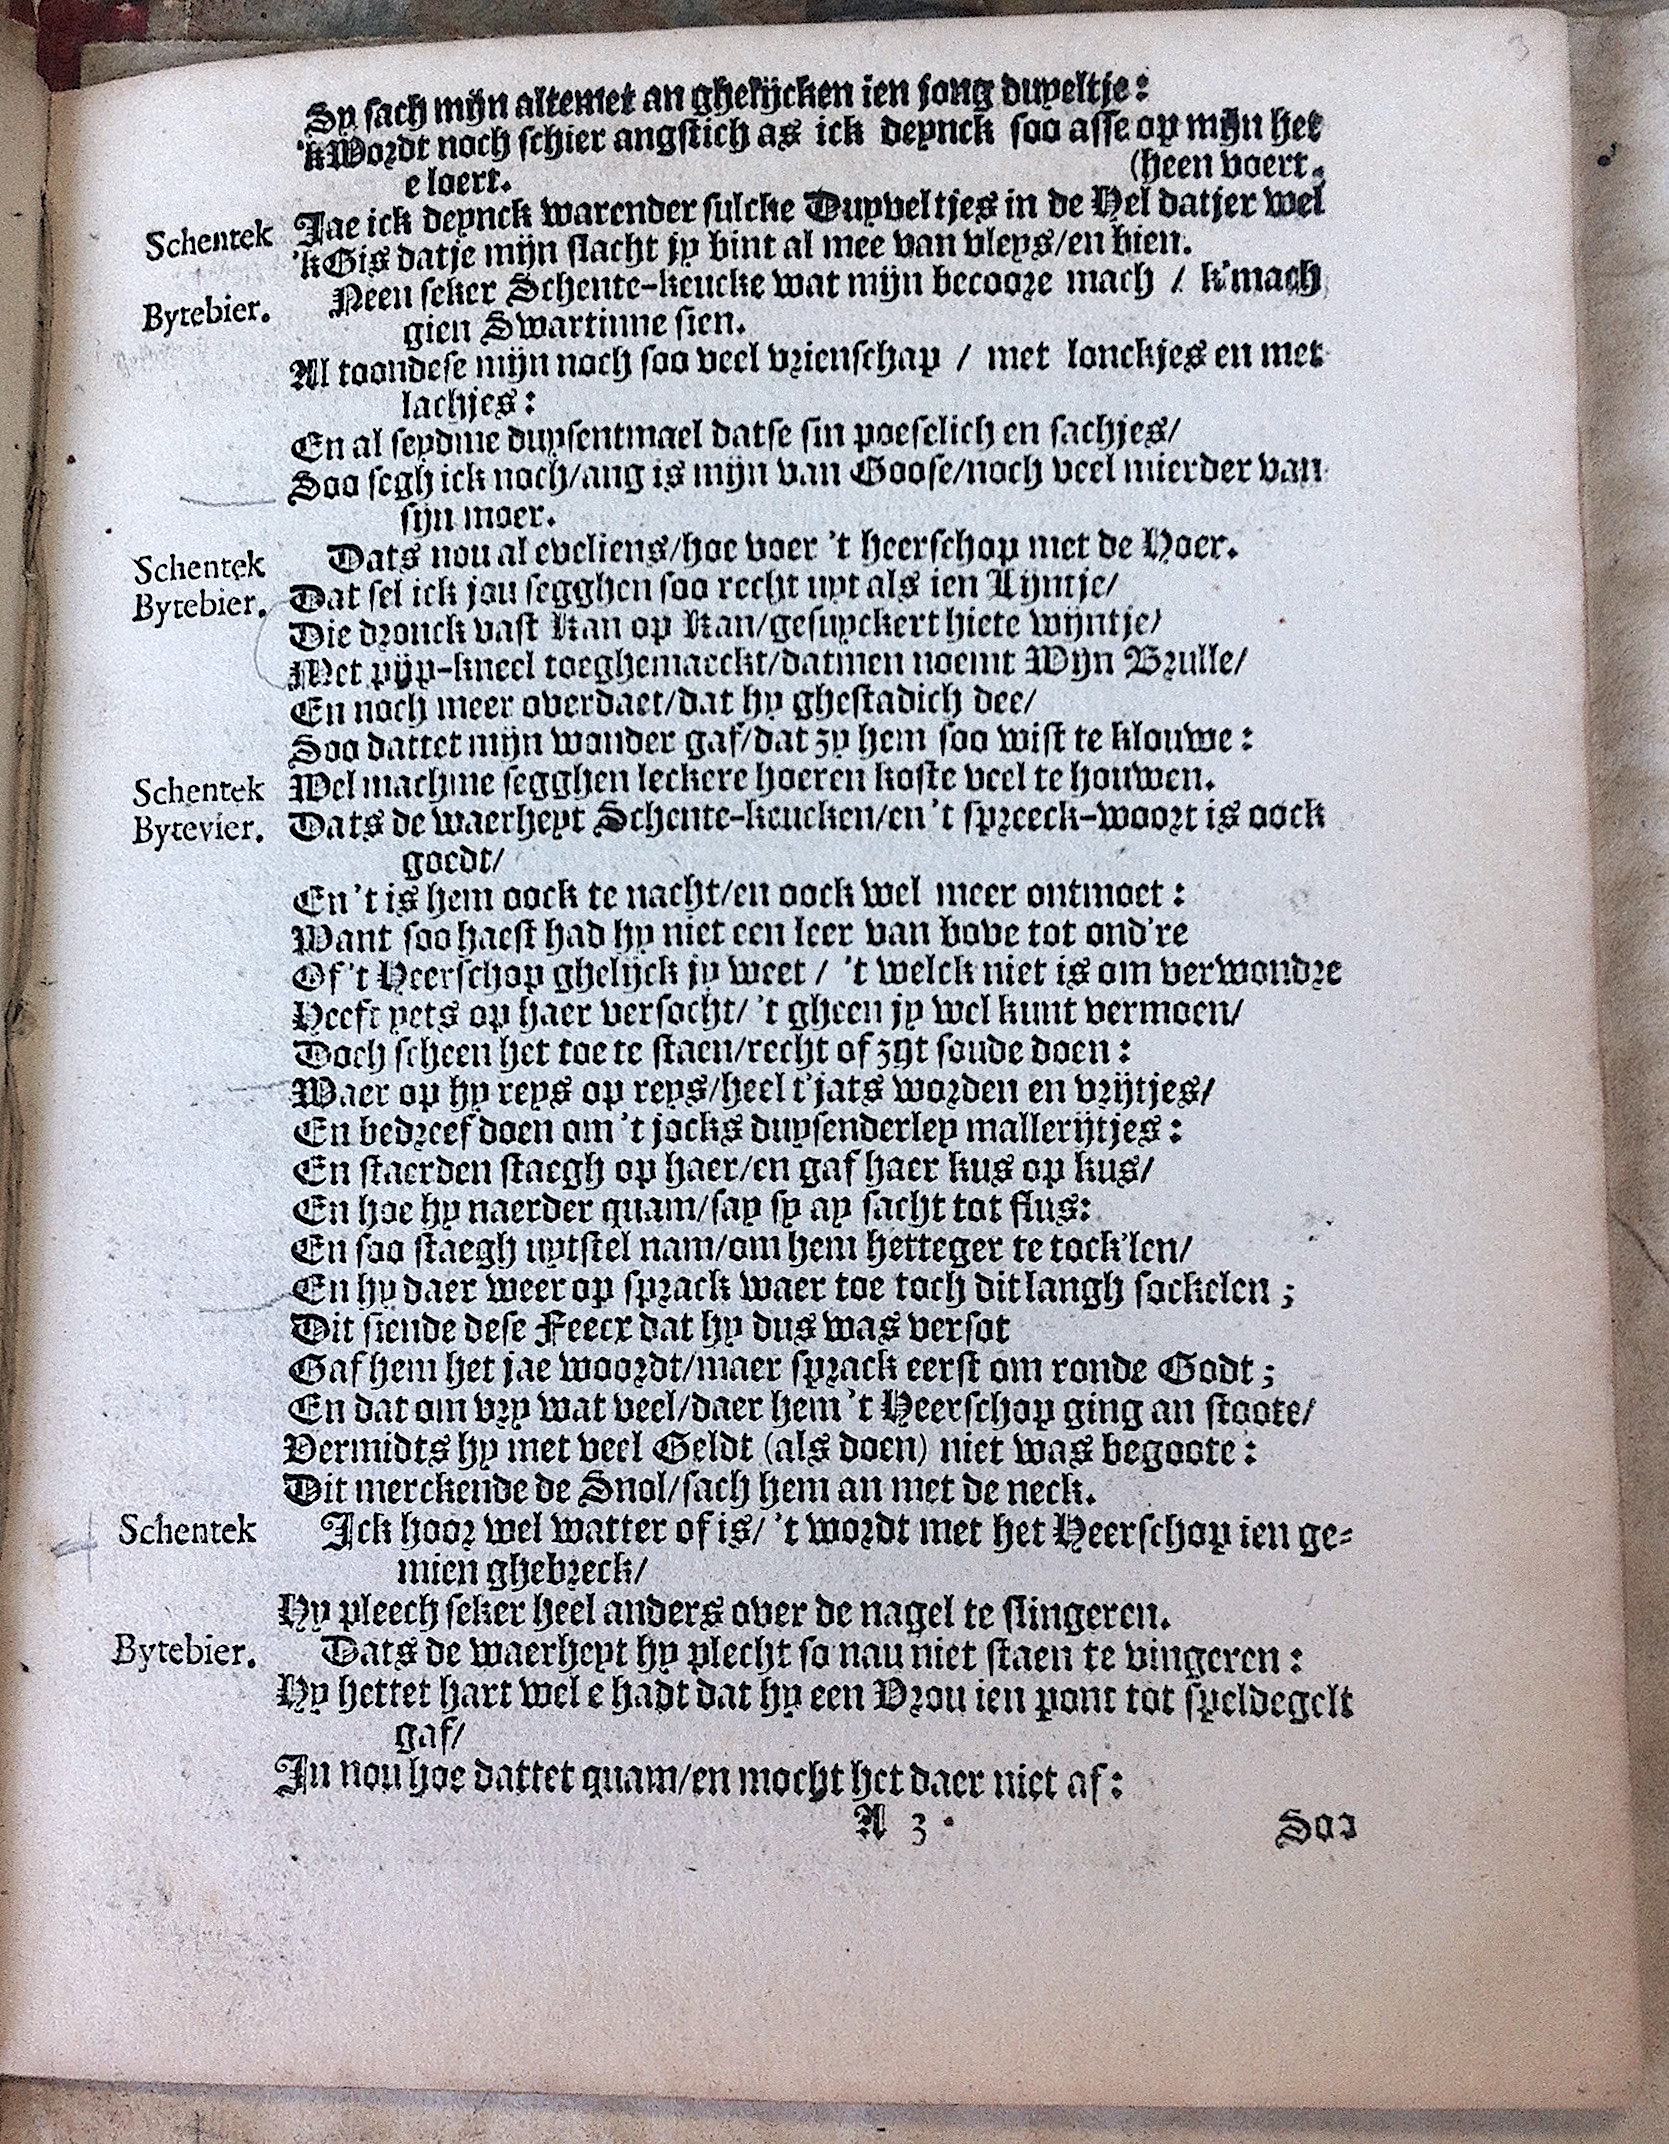 3
Sy sach mijn altemet an ghelijcken ien jong duyveltje:
'k Wordt noch schier angstich as ick deynck soo asse op mijn het
e loert. (heen voert.
Jae ick deynck warender sulcke Duyveltjes in de Hel datjer wel
Schentek 'k Gis datje mijn slacht jy bint al mee van vleys/en bien.
Bytebier. Neen seker Schente-keucke wat mijn becoore mach / k'mach
gien Swartinne sien.
Al toondese mijn noch soo veel vrienschap / met lonckjes en met
lachjes:
En al seydme duysentmael datse sin poeselich en sachjes/
Soo segh ick noch/ang is mijn van Goose/noch veel mierder van
sijn moer.
Schentek Dats nou al eveliens/hoe voer 't heerschop met de Hoer.
Bytebier. Dat sel ick jou segghen soo recht uyt als ien Lijntje/
Die dronck vast Kan op Kan/gesuyckert hiete wijntje/
Met pijp-kneel toeghemaeckt/datmen noemt Wijn Brulle/
En noch meer overdaet/dat hy ghestadich dee/
Soo dattet mijn wonder gaf/dat zy hem soo wist te klouwe:
Schentek Wel machme segghen leckere hoeren koste veel te houwen.
Bytevier. Dats de waerheyt Schente-keucken/en 't spreeck-woort is oock
goedt/
En 't is hem oock te nacht/en oock wel meer ontmoet:
Want soo haest had hy niet een leer van bove tot ond're
Of 't Heerschop ghelijck jy weet / 't welck niet is om verwondre
Heeft yets op haer versocht/ 't gheen jy wel kunt vermoen/
Doch scheen het toe te staen/recht of zyt soude doen:
Waer op hy reys op reys/heel t'jats worden en vrijtjes/
En bedreef doen om 't jocks duysenderley mallerijtjes:
En staerden staegh op haer/en gaf haer kus op kus/
En hoe hy naerder quam/say sy ay sacht tot flus:
En soo staegh uytstel nam/om hem hetteger te tock'len/
En hy daer weer op sprack waer toe toch dit langh sockelen;
Dit siende dese Feecx dat hy dus was versot
Gaf hem het jae woordt/maer sprack eerst om ronde Godt;
En dat om vry wat veel/daer hem 't Heerschop ging an stoote/
Vermidts hy met veel Geldt (als doen) niet was begoote:
Dit merckende de Snol/sach hem an met de neck.
Schentek Ick hoor wel watter of is/ 't wordt met het Heerschop ien ge-
mien ghebreck/
Hy pleech seker heel anders over de nagel te slingeren.
Bytebier. Dats de waerheyt hy plecht so nau niet staen te vingeren:
Hy hettet hart wel e hadt dat hy een Vrou ien pont tot speldegelt
gaf/
In nou hoe dattet quam/en mocht het daer niet af:
A 3 Soo